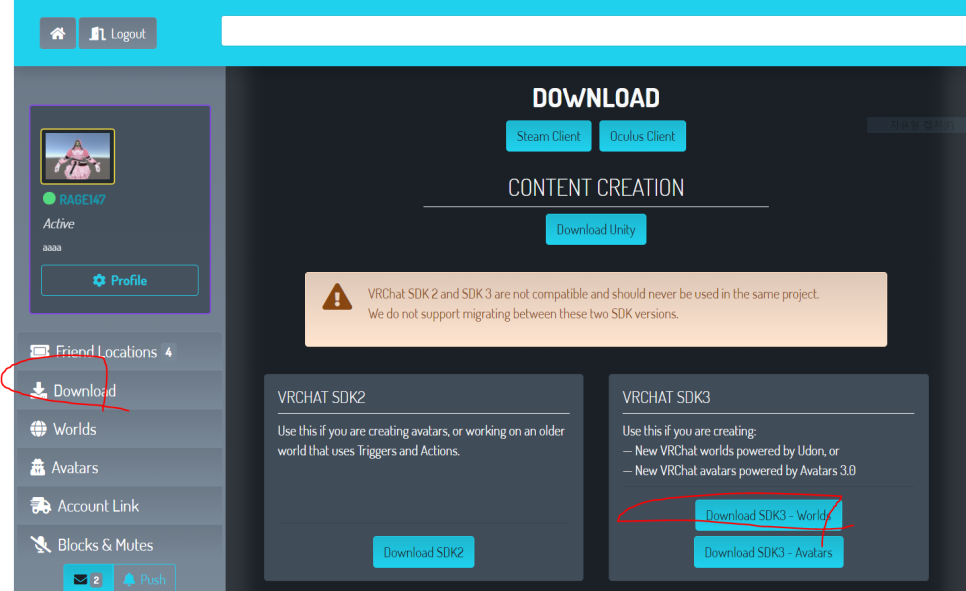 Logout
DOWNLOAD
Steam Client
Oculus Client
CONTENT CREATION
Download Unity
VRChat SDK 2 and SDK 3 are not compatible and should never be used in the same project.
We do not support migrating between these two SDK versions.
RAGE147
Active
aaaa
Profile
Friend Locations 4
Download
Worlds
Avatars
Account Link
Blocks & Mutes
2
Push
VRCHAT SDK2
Use this if you are creating avatars, or working on an older
world that uses Triggers and Actions.
Download SDK2
VRCHAT SDK3
Use this if you are creating:
— New VRChat worlds powered by Udon, or
— New VRChat avatars powered by Avatars 3.0
Download SDK3 - Worlds
Download SDK3 - Avatars